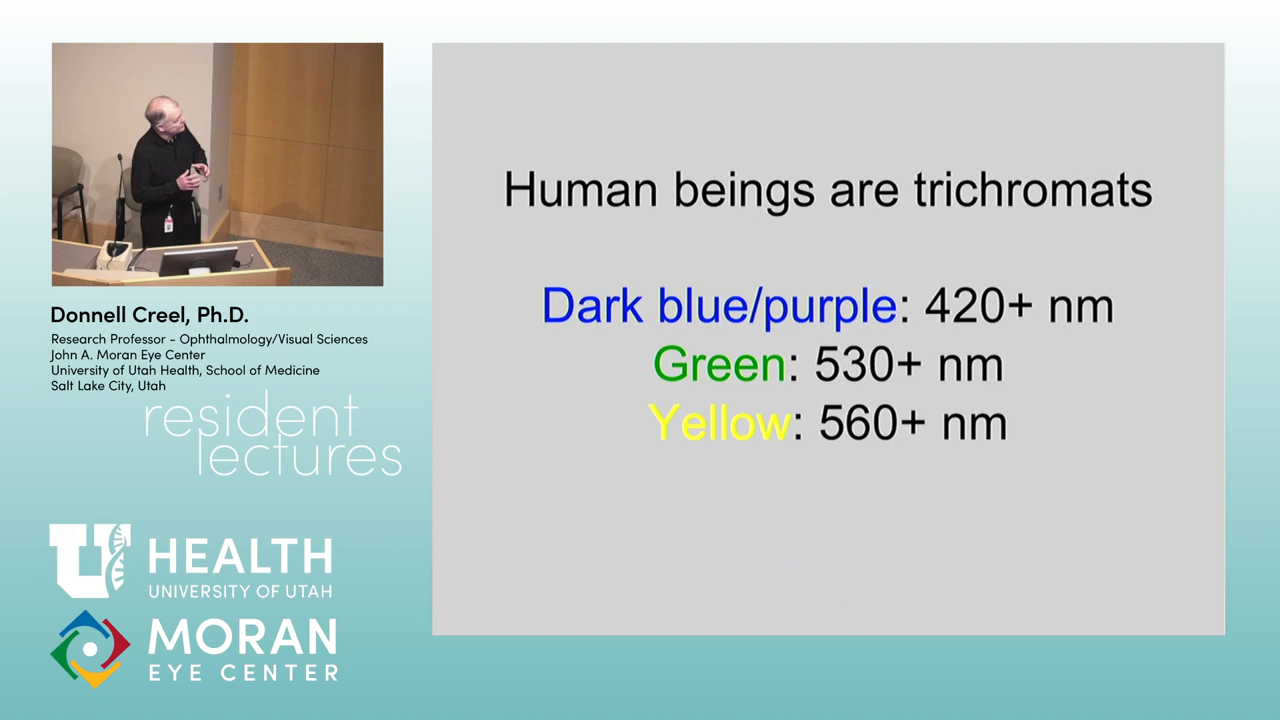 Human beings are trichromats
Dark blue/purple: 420+ nm
Green: 530+ nm
Yellow: 560+ nm
Donnell Creel, Ph.D.
Research Professor - Ophthalmology/Visual Sciences
John A. Moran Eye Center
University of Utah Health, School of Medicine
Salt Lake City, Utah
resident
lectures
U HEALTH
UNIVERSITY OF UTAH
MORAN
EYE CENTER